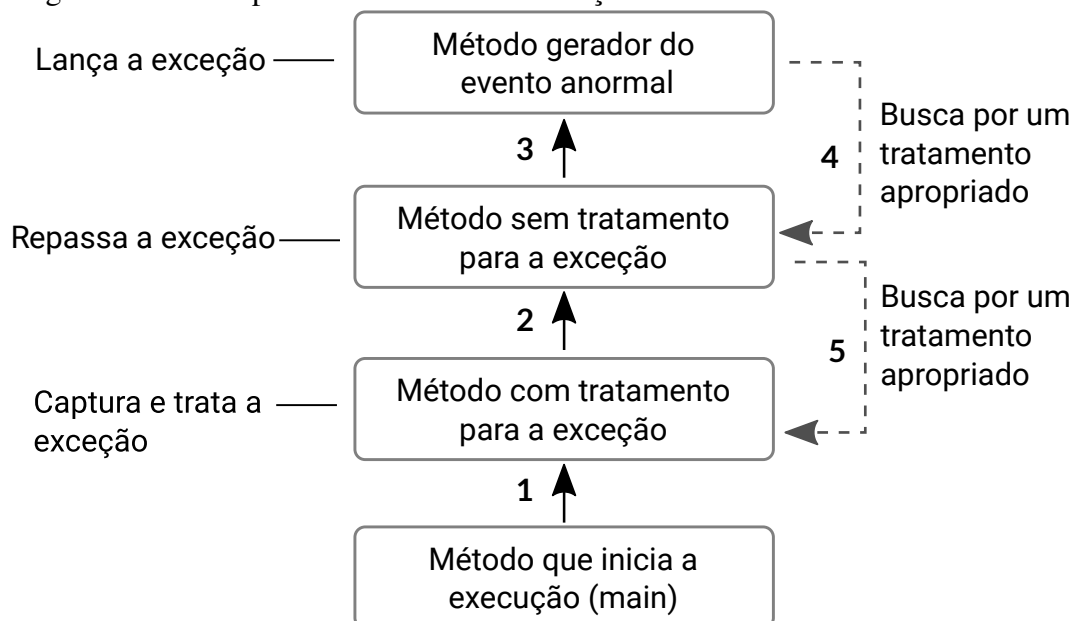 Lança a exceção
Método gerador do
evento anormal
Busca por um
tratamento
apropriado
3
4
Repassa a exceção
Método sem tratamento
para a exceção
Busca por um
tratamento
apropriado
2
5
Captura e trata a
exceção
Método com tratamento
para a exceção
1
Método que inicia a
execução (main)